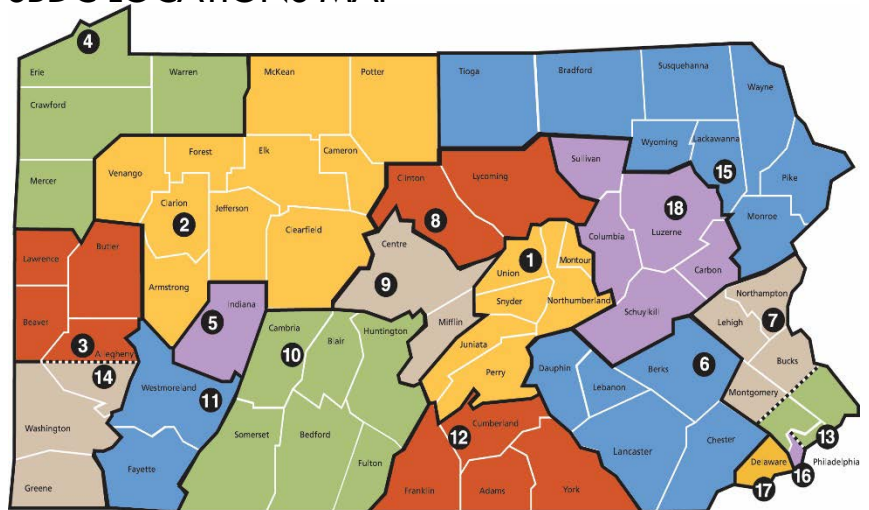 SBDC LOCATIONS MAP
4
Erie
Warren
McKean
Potter
Tioga
Bradford
Susquehanna
Wayne
Crawford
Forest
Elk
Cameron
Sullivan
Wyoming
Lackawanna
15
Mercer
Venango
Clarion
2
Jefferson
Clearfield
Clinton
8
Lycoming
Pike
18
Luzerne
Columbia
Monroe
Lawrence
Butler
Centre
9
1
Union
Montour
Carbon
Armstrong
5
Indiana
Snyder
Northumberland
Northampton
7
Beaver
3
Allegheny
Cambria
10
Blair
Huntington
Mifflin
Schuylkill
Lehigh
14
Westmoreland
11
Juniata
Perry
Dauphin
Lebanon
Berks
6
Bucks
Montgomery
Washington
Somerset
Bedford
Fulton
12
Cumberland
Lancaster
Chester
13
Philadelphia
Delaware
16
17
Greene
Fayette
Franklin
Adams
York